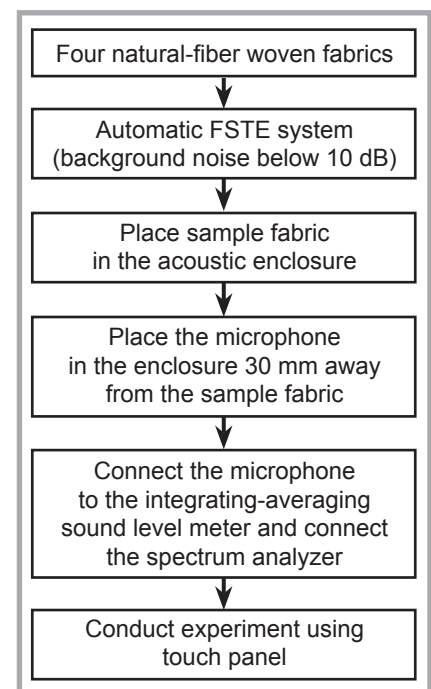 Four natural-fiber woven fabrics
Automatic FSTE system
(background noise below 10 dB)
Place sample fabric
in the acoustic enclosure
Place the microphone
in the enclosure 30 mm away
from the sample fabric
Connect the microphone
to the integrating-averaging
sound level meter and connect
the spectrum analyzer
Conduct experiment using
touch panel